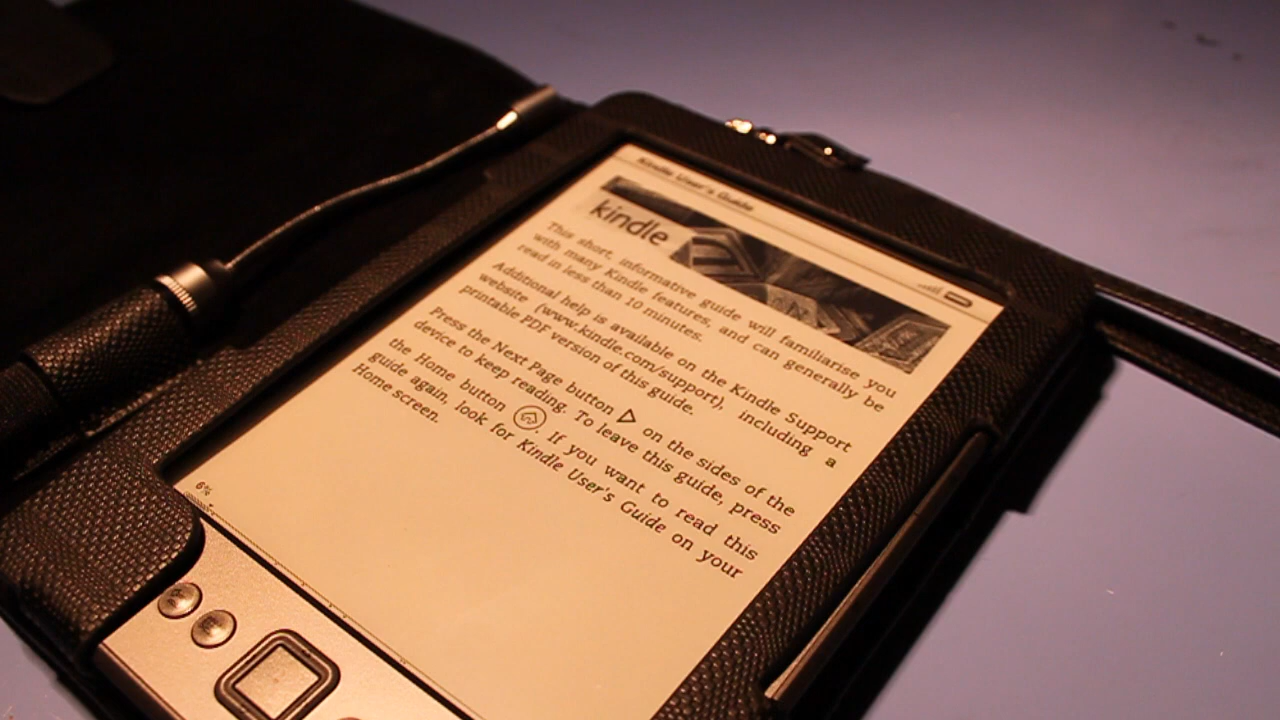 Kindle User's Guide
kindle
This short, informative guide will familiarise you
with many Kindle features, and can generally be
read in less than 10 minutes.
Additional help is available on the Kindle Support
website (www.kindle.com/support), including a
printable PDF version of this guide.
Press the Next Page button on the sides of the
device to keep reading. To leave this guide, press
the Home button . If you want to read this
guide again, look for Kindle User's Guide on your
Home screen.
6%